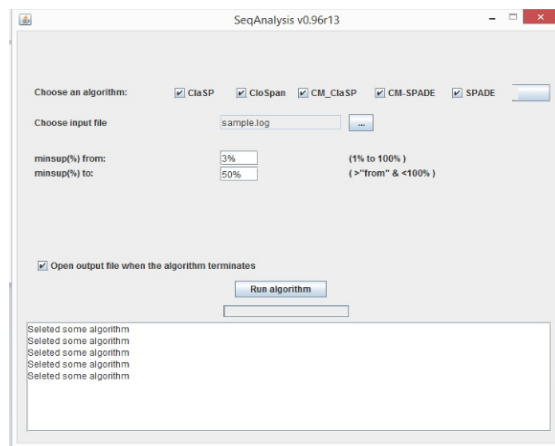 SeqAnalysis v0.96r13
Choose an algorithm: ClaSP CloSpan CM_ClaSP CM-SPADE SPADE
Choose input file sample.log ...
minsup(%) from: 3% (1% to 100% )
minsup(%) to: 50% ( >"from" & <100% )
Open output file when the algorithm terminates
Run algorithm
Seleted some algorithm
Seleted some algorithm
Seleted some algorithm
Seleted some algorithm
Seleted some algorithm